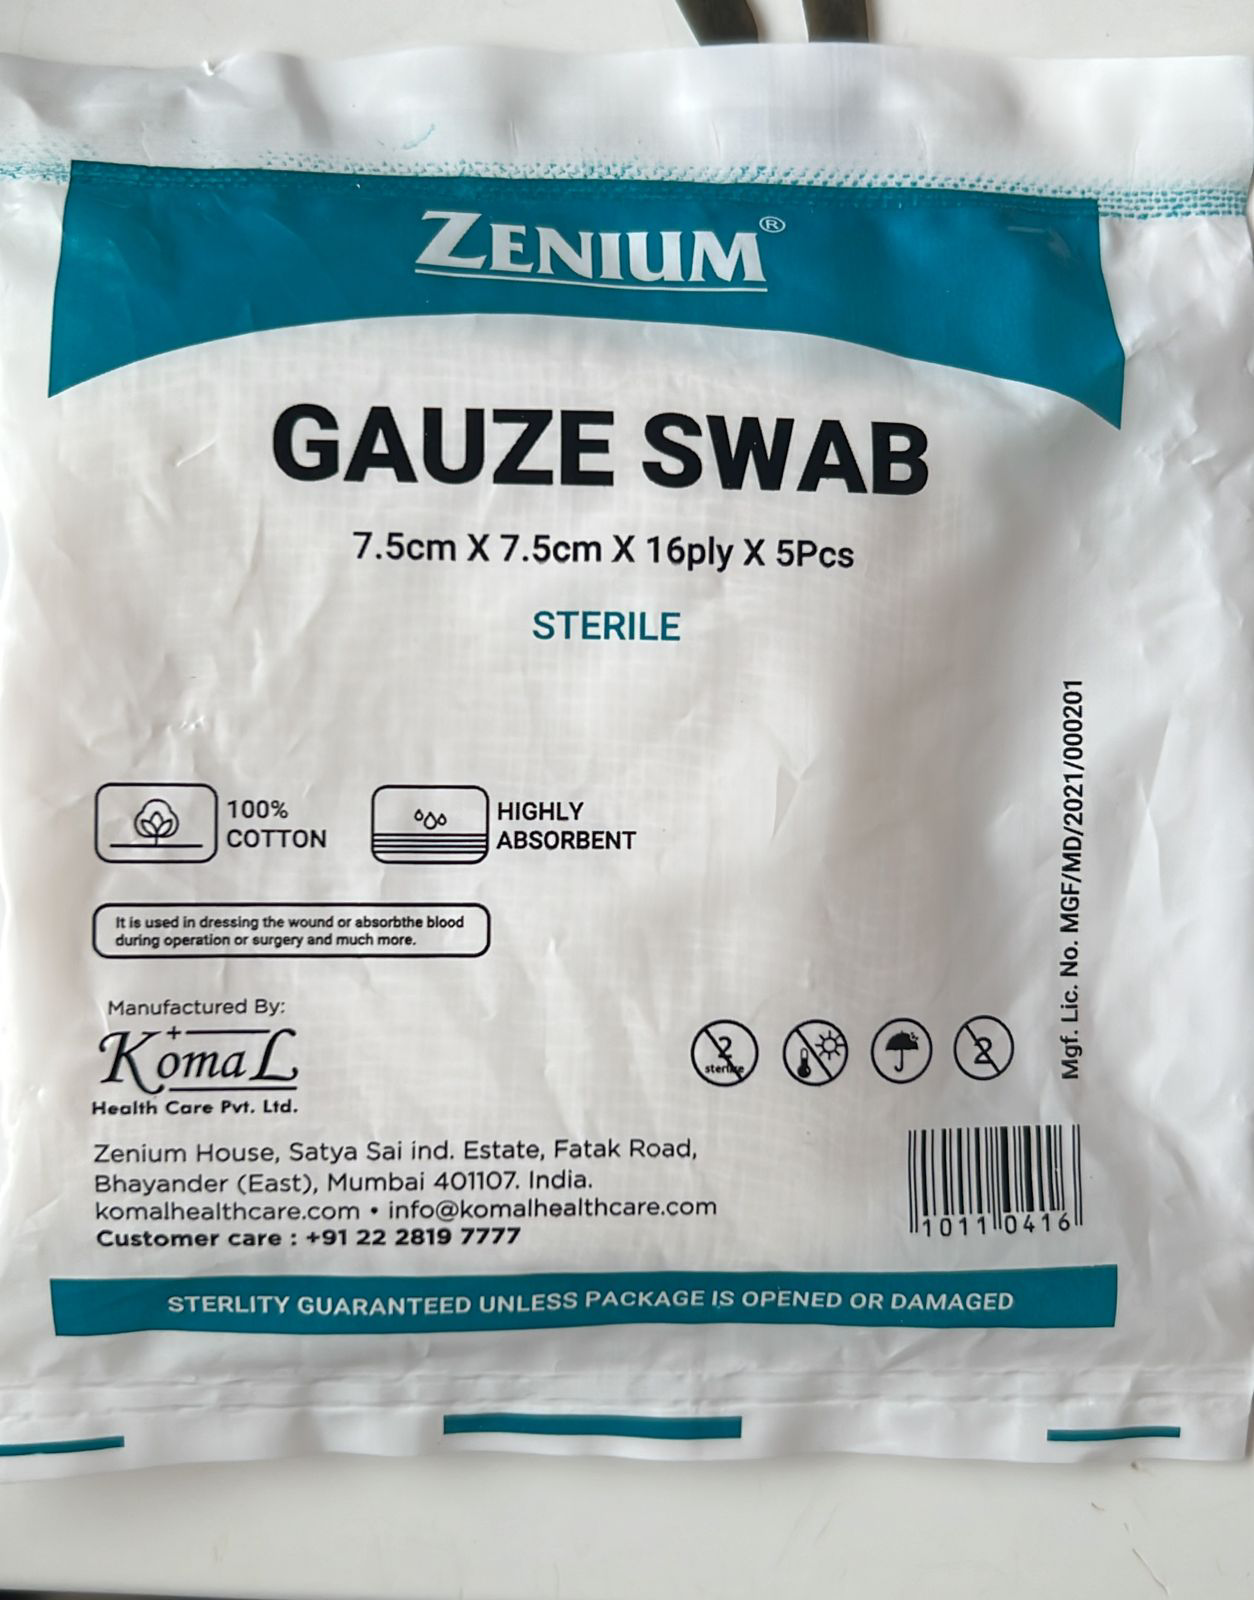 ZENIUM®
GAUZE SWAB
7.5cm X 7.5cm X 16ply X 5Pcs
STERILE
100%
COTTON
HIGHLY
ABSORBENT
It is used in dressing the wound or absorbthe blood
during operation or surgery and much more.
Manufactured By:
KomaL
Health Care Pvt. Ltd.
2
sterilize
2
Mgf. Lic. No. MGF/MD/2021/000201
Zenium House, Satya Sai ind. Estate, Fatak Road,
Bhayander (East), Mumbai 401107. India.
komalhealthcare.com • info@komalhealthcare.com
Customer care : +91 22 2819 7777
10110416
STERLITY GUARANTEED UNLESS PACKAGE IS OPENED OR DAMAGED